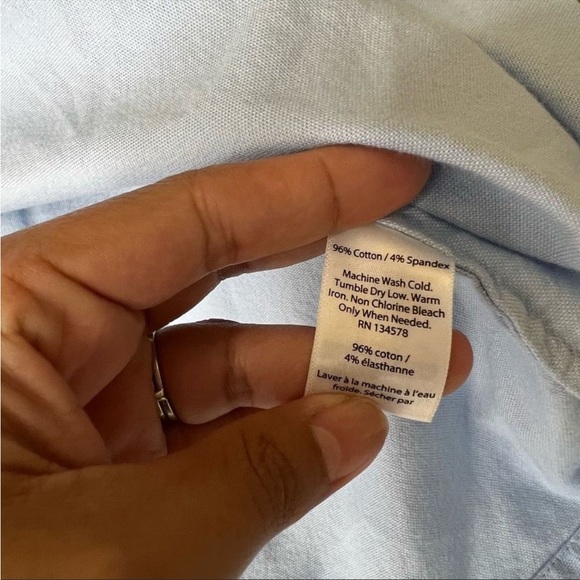 96% Cotton / 4% Spandex
Machine Wash Cold.
Tumble Dry Low. Warm
Iron. Non Chlorine Bleach
Only When Needed.
RN 134578
96% coton /
4% élasthanne
Laver à la machine à l'eau
froide. Sécher par